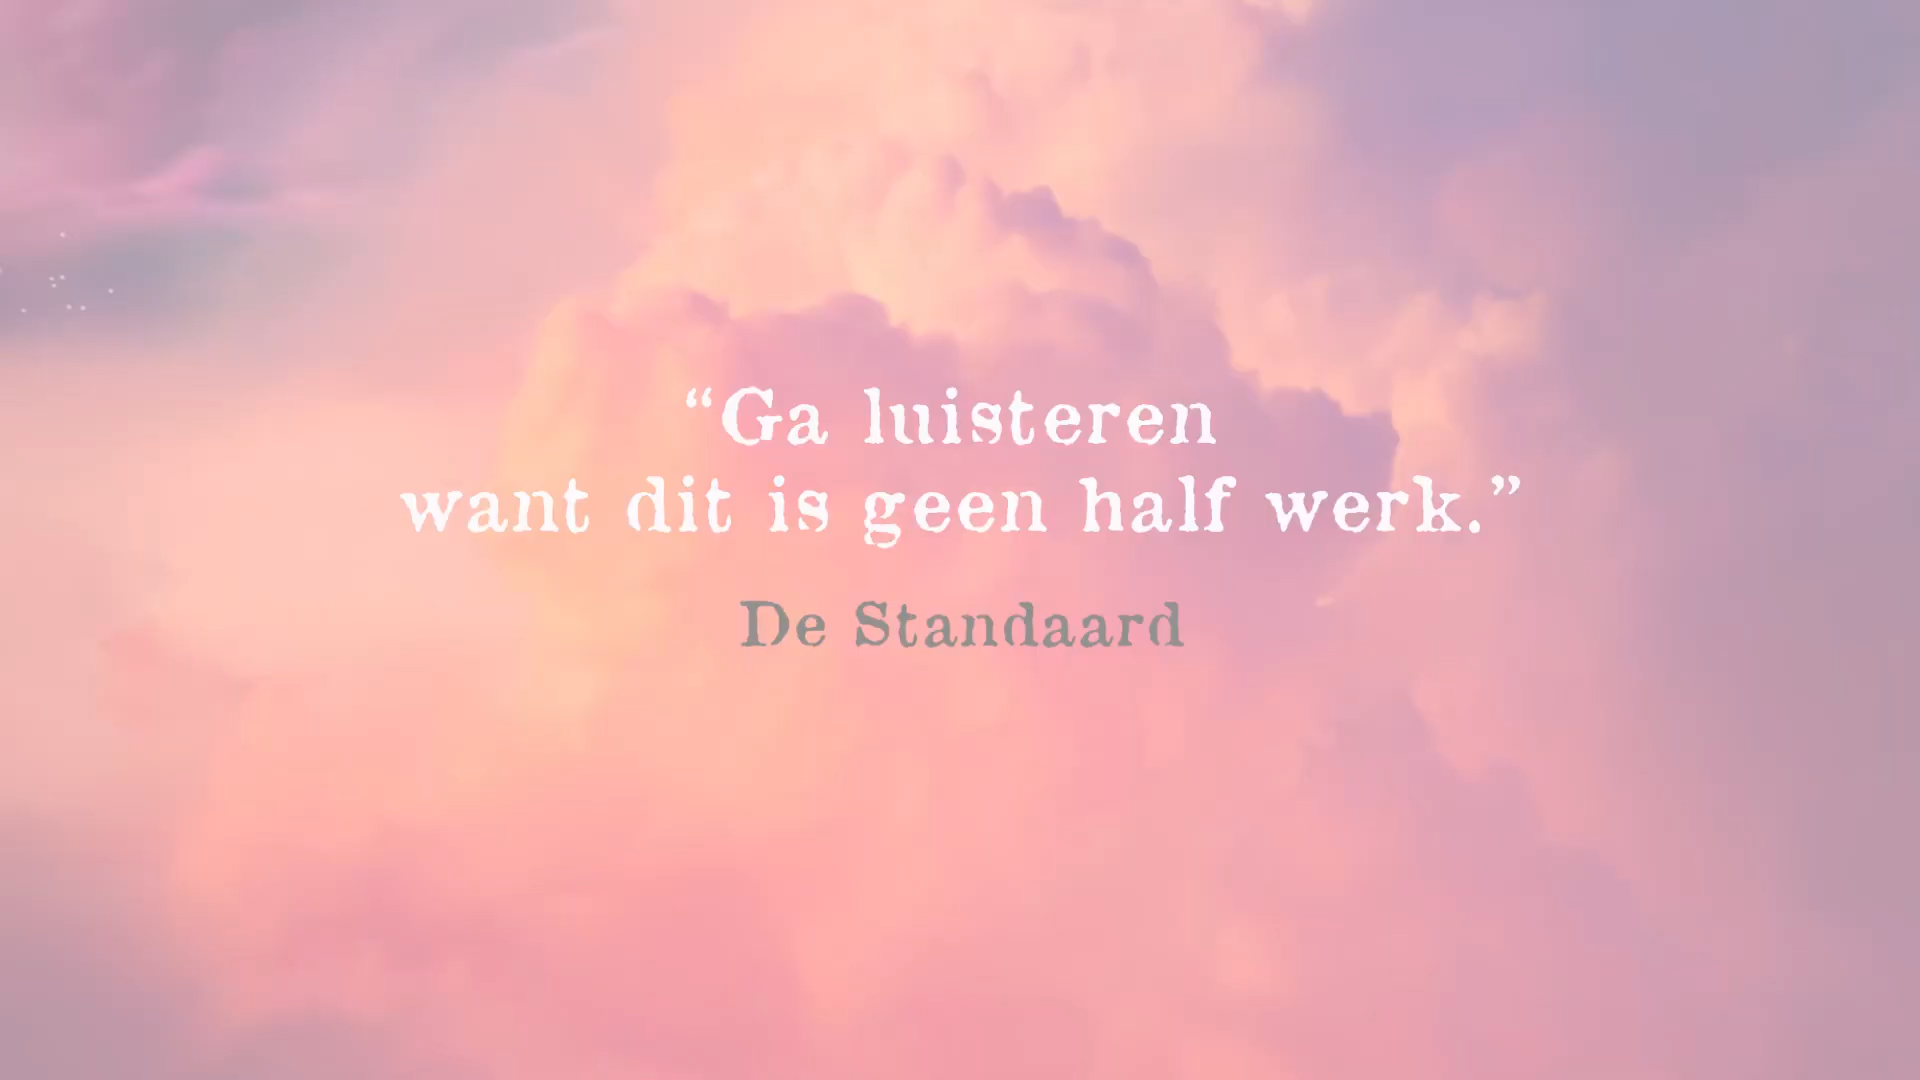 “Ga luisteren
want dit is geen half werk.”
De Standaard